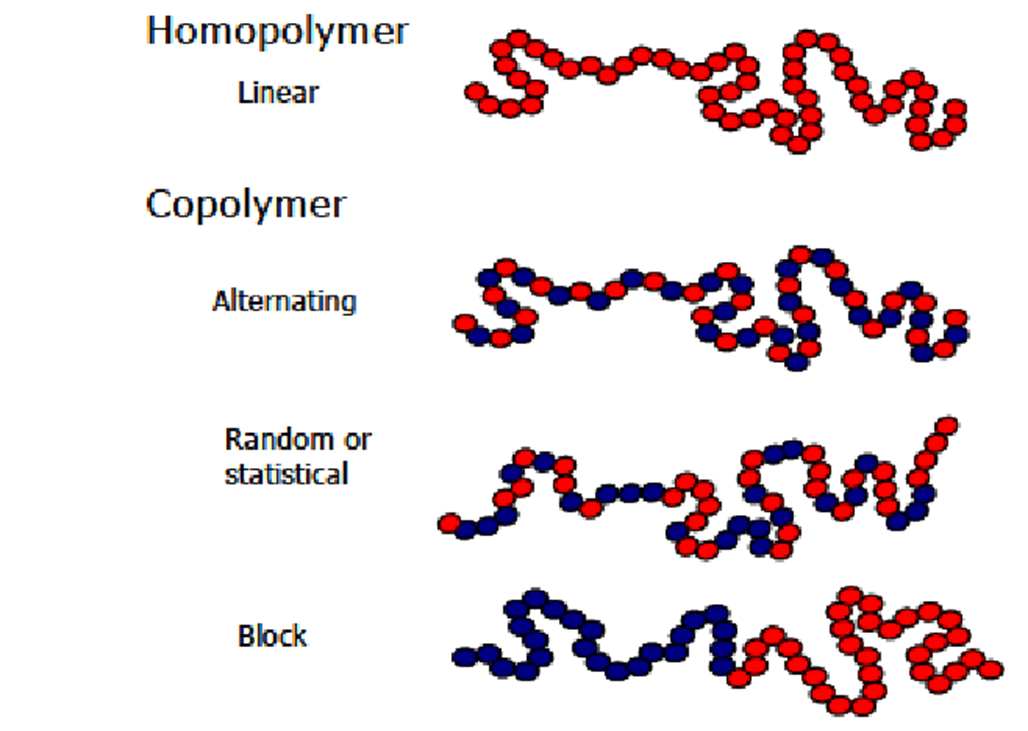 Homopolymer
Linear
Copolymer
Alternating
Random or
statistical
Block